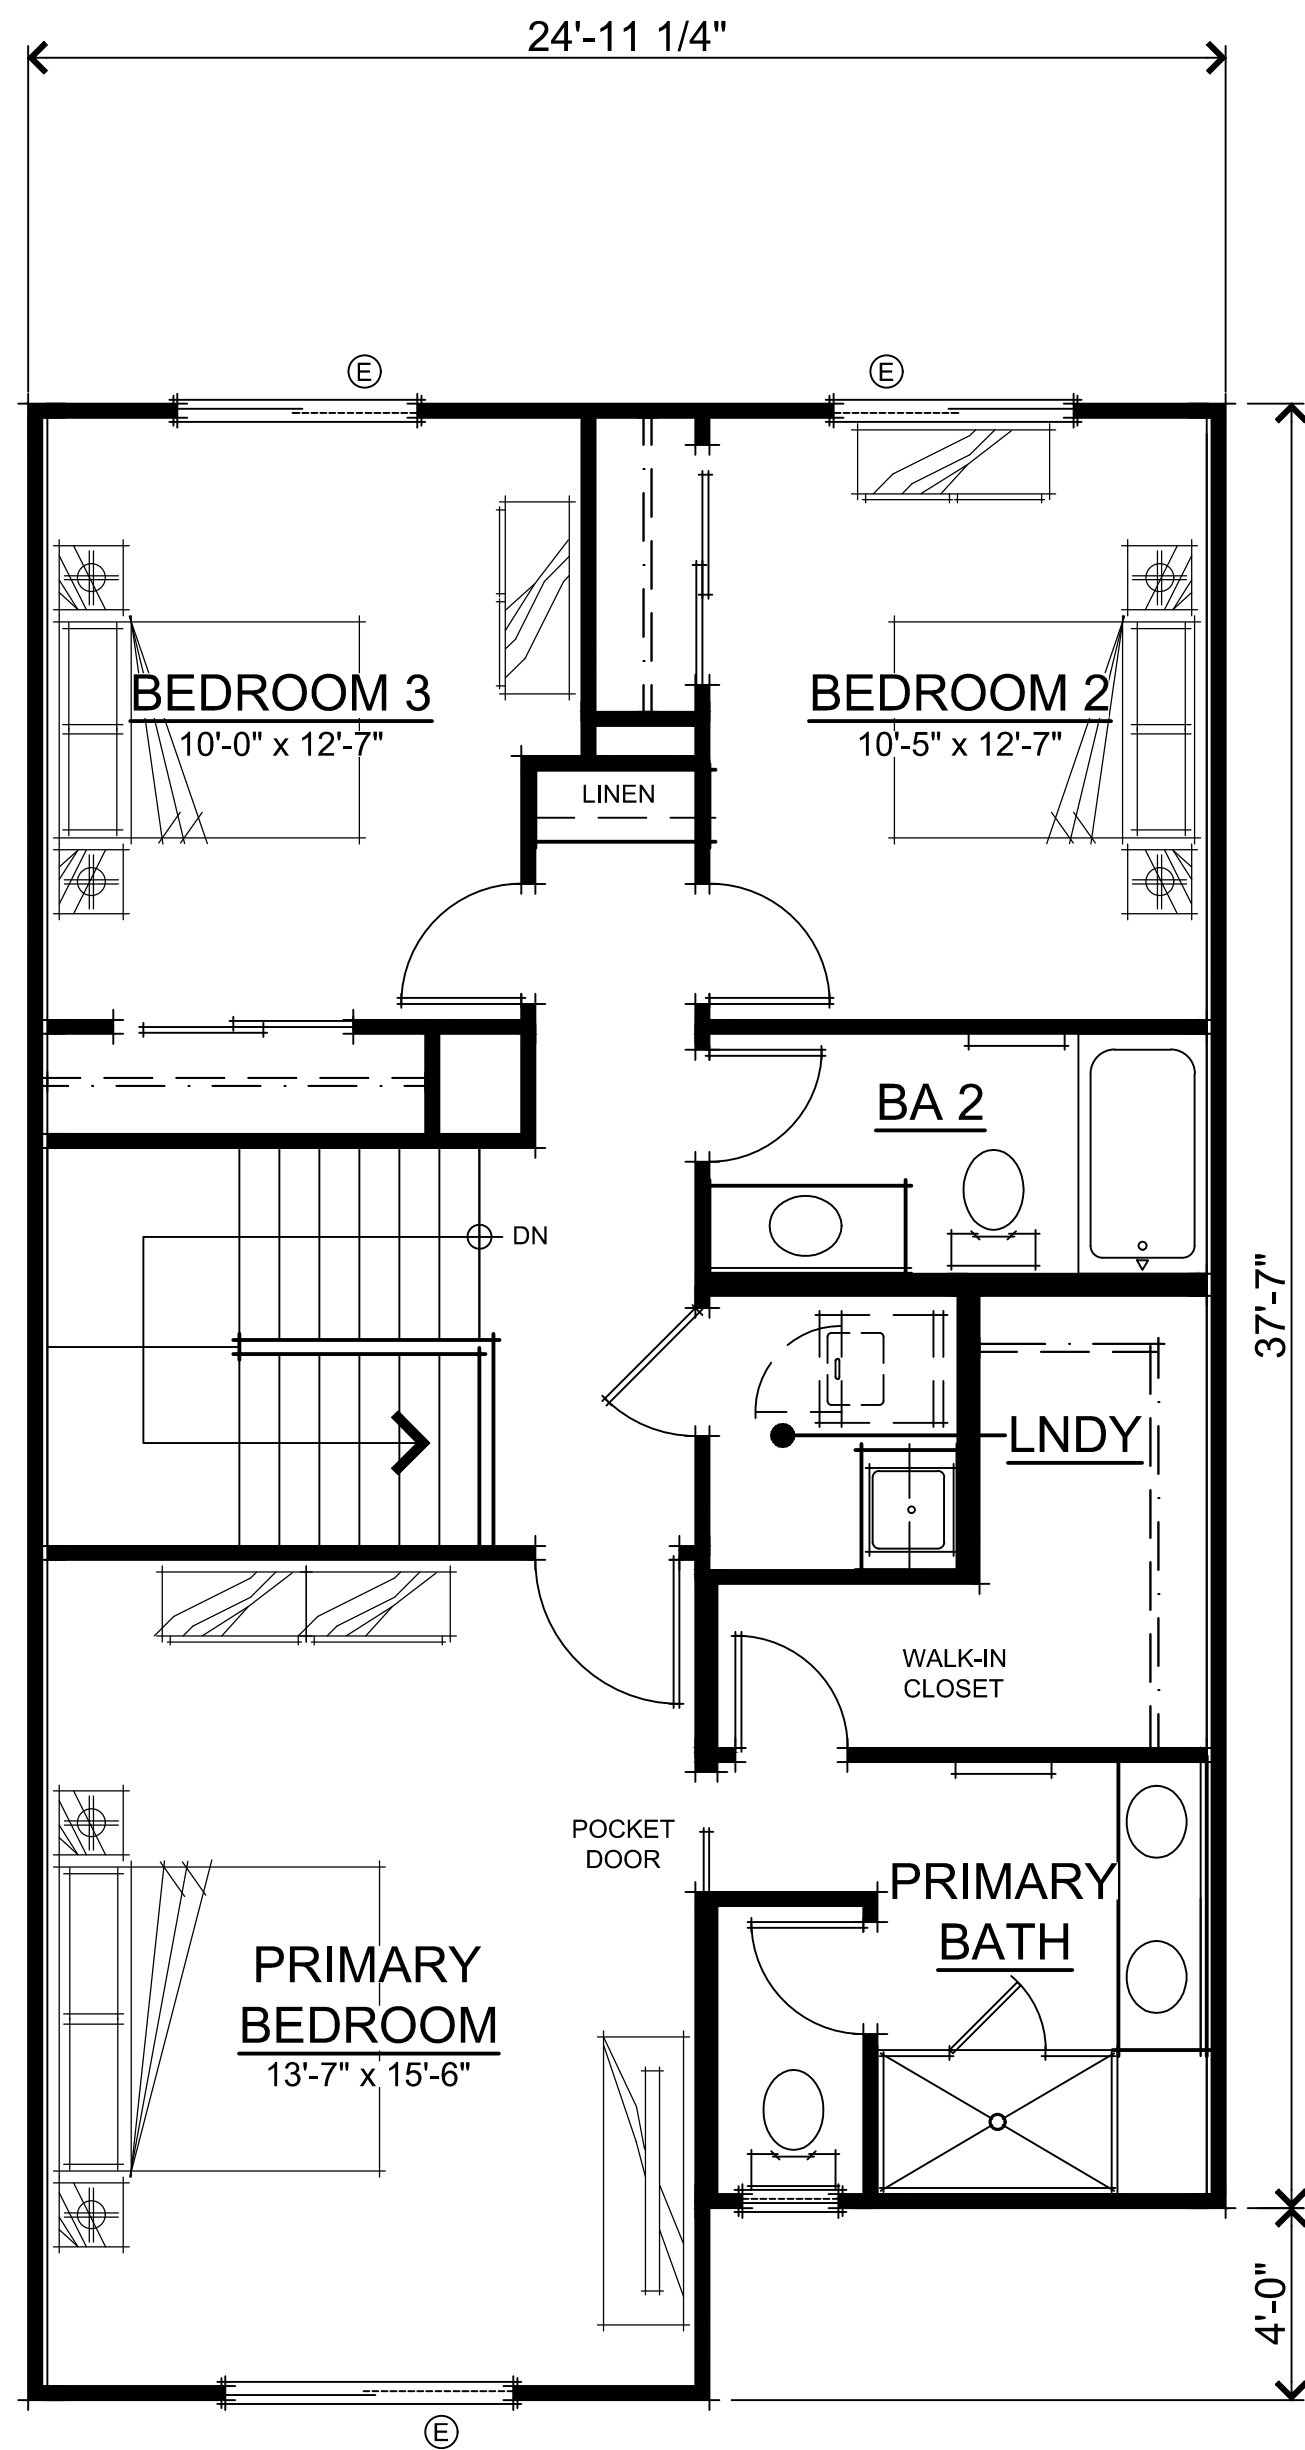 24'-11 1/4"
E
E
BEDROOM 3
10'-0" x 12'-7"
BEDROOM 2
10'-5" x 12'-7"
LINEN
BA 2
DN
37'-7"
LNDY
WALK-IN
CLOSET
POCKET
DOOR
PRIMARY
BATH
PRIMARY
BEDROOM
13'-7" x 15'-6"
4'-0"
E